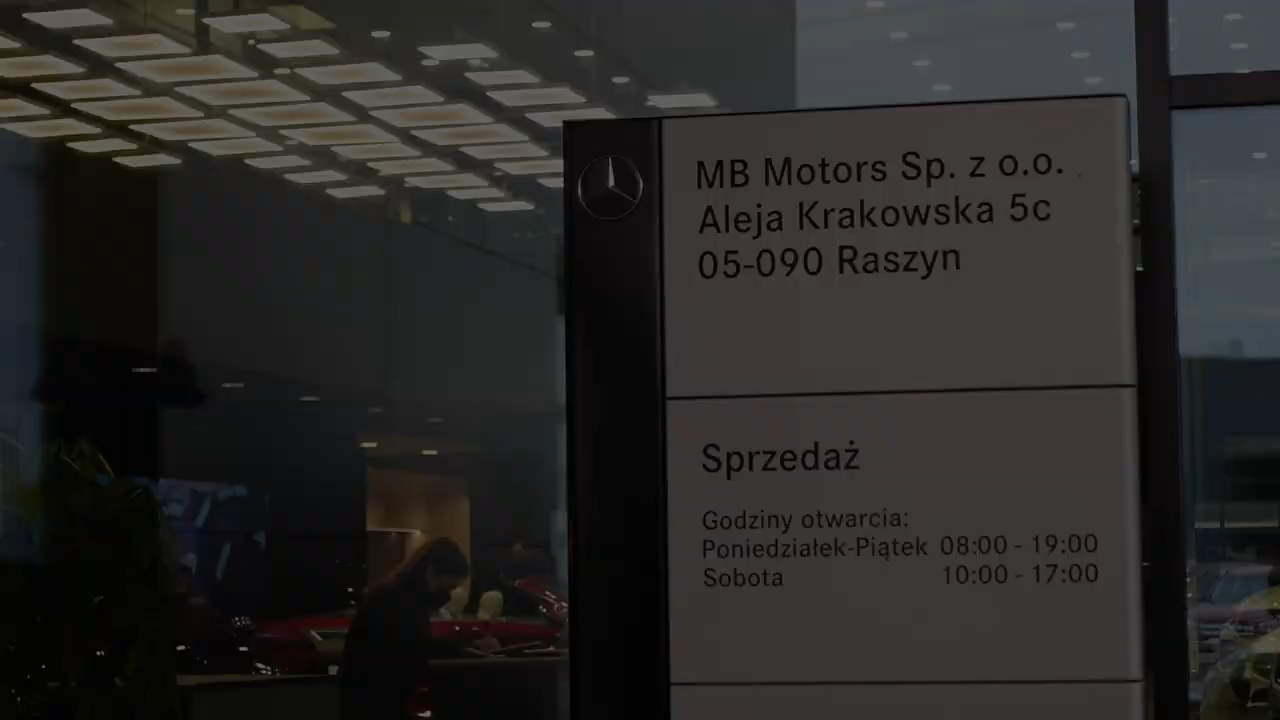 MB Motors Sp. z o.o.
Aleja Krakowska 5c
05-090 Raszyn
Sprzedaż
Godziny otwarcia:
Poniedziałek-Piątek 08:00 - 19:00
Sobota 10:00 - 17:00